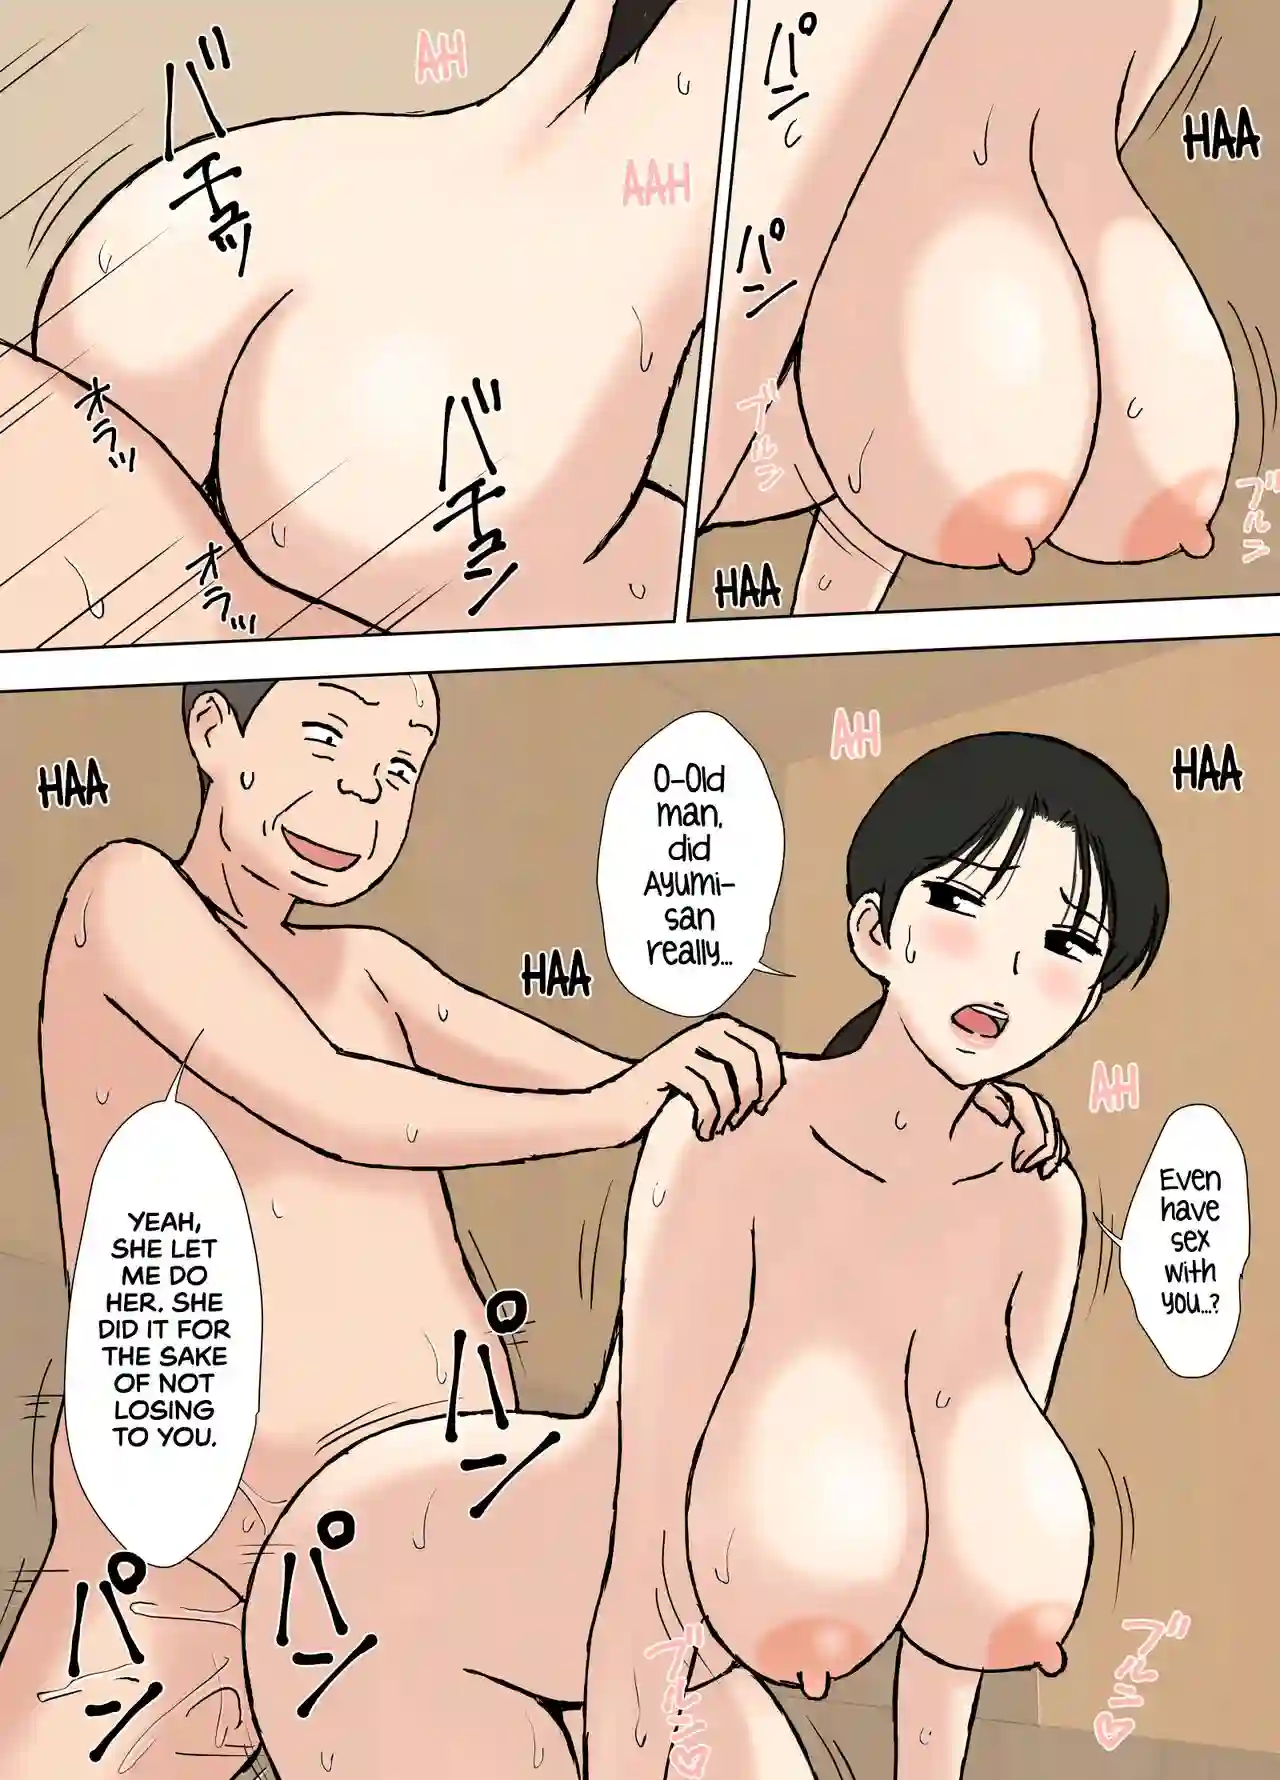 AH
バチュッ
AAH
オラッ
オラッ
バチュン
パン
HAA
パン
ブルン
ブルン
HAA
HAA
O-Old
man,
did
Ayumi-
san
really...
AH
HAA
HAA
AH
Even
have
sex
with
you...?
YEAH,
SHE LET
ME DO
HER. SHE
DID IT FOR
THE SAKE
OF NOT
LOSING
TO YOU.
パン
パン
パン
ブルン♡
ブルン♡